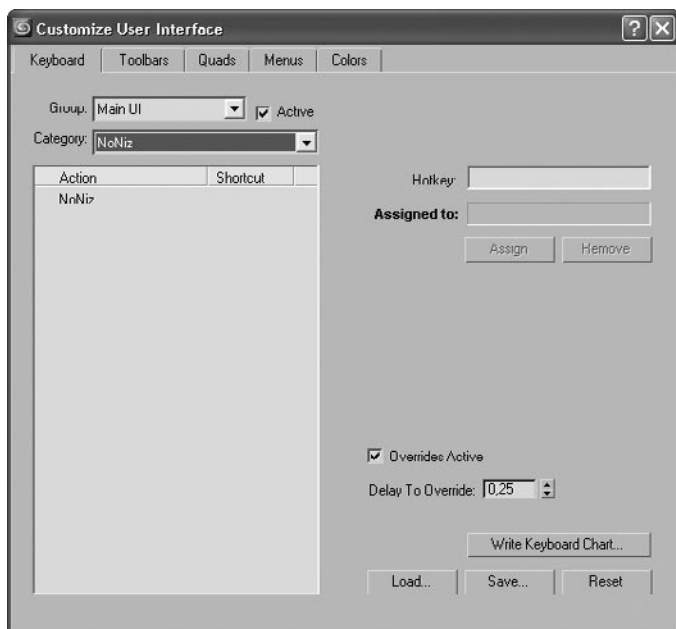 Customize User Interface
Keyboard Toolbars Quads Menus Colors
Group: Main UI Active
Category: NoNiz
Action Shortcut
NoNiz
Hotkey:
Assigned to:
Assign Remove
Overrides Active
Delay To Override: 0,25
Write Keyboard Chart...
Load... Save... Reset